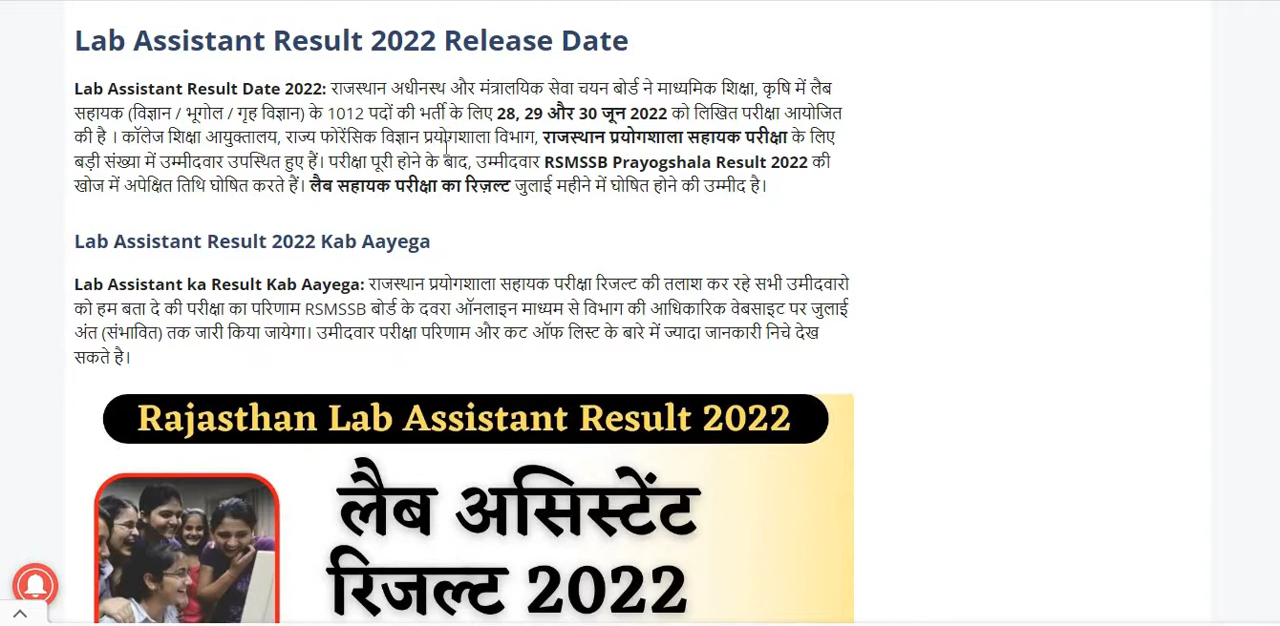 Lab Assistant Result 2022 Release Date
Lab Assistant Result Date 2022: राजस्थान अधीनस्थ और मंत्रालयिक सेवा चयन बोर्ड ने माध्यमिक शिक्षा, कृषि में लैब
सहायक (विज्ञान / भूगोल / गृह विज्ञान) के 1012 पदों की भर्ती के लिए 28, 29 और 30 जून 2022 को लिखित परीक्षा आयोजित
की है । कॉलेज शिक्षा आयुक्तालय, राज्य फोरेंसिक विज्ञान प्रयोगशाला विभाग, राजस्थान प्रयोगशाला सहायक परीक्षा के लिए
बड़ी संख्या में उम्मीदवार उपस्थित हुए हैं। परीक्षा पूरी होने के बाद, उम्मीदवार RSMSSB Prayogshala Result 2022 की
खोज में अपेक्षित तिथि घोषित करते हैं। लैब सहायक परीक्षा का रिज़ल्ट जुलाई महीने में घोषित होने की उम्मीद है।
Lab Assistant Result 2022 Kab Aayega
Lab Assistant ka Result Kab Aayega: राजस्थान प्रयोगशाला सहायक परीक्षा रिजल्ट की तलाश कर रहे सभी उमीदवारो
को हम बता दे की परीक्षा का परिणाम RSMSSB बोर्ड के दवरा ऑनलाइन माध्यम से विभाग की आधिकारिक वेबसाइट पर जुलाई
अंत (संभावित) तक जारी किया जायेगा। उमीदवार परीक्षा परिणाम और कट ऑफ लिस्ट के बारे में ज्यादा जानकारी निचे देख
सकते है।
Rajasthan Lab Assistant Result 2022
लैब असिस्टेंट
रिजल्ट 2022